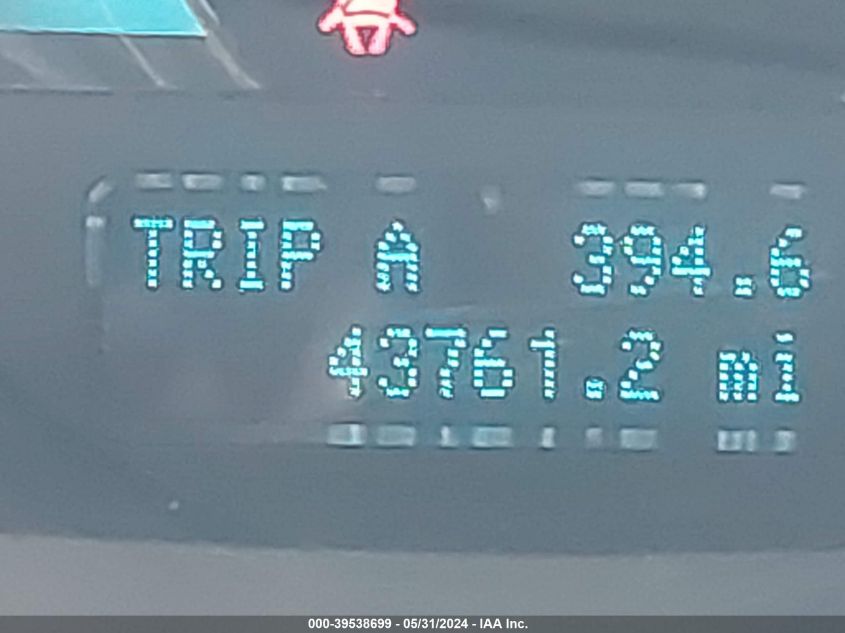 TRIP A 394.6
43761.2 mi
000-39538699 - 05/31/2024 - IAA Inc.